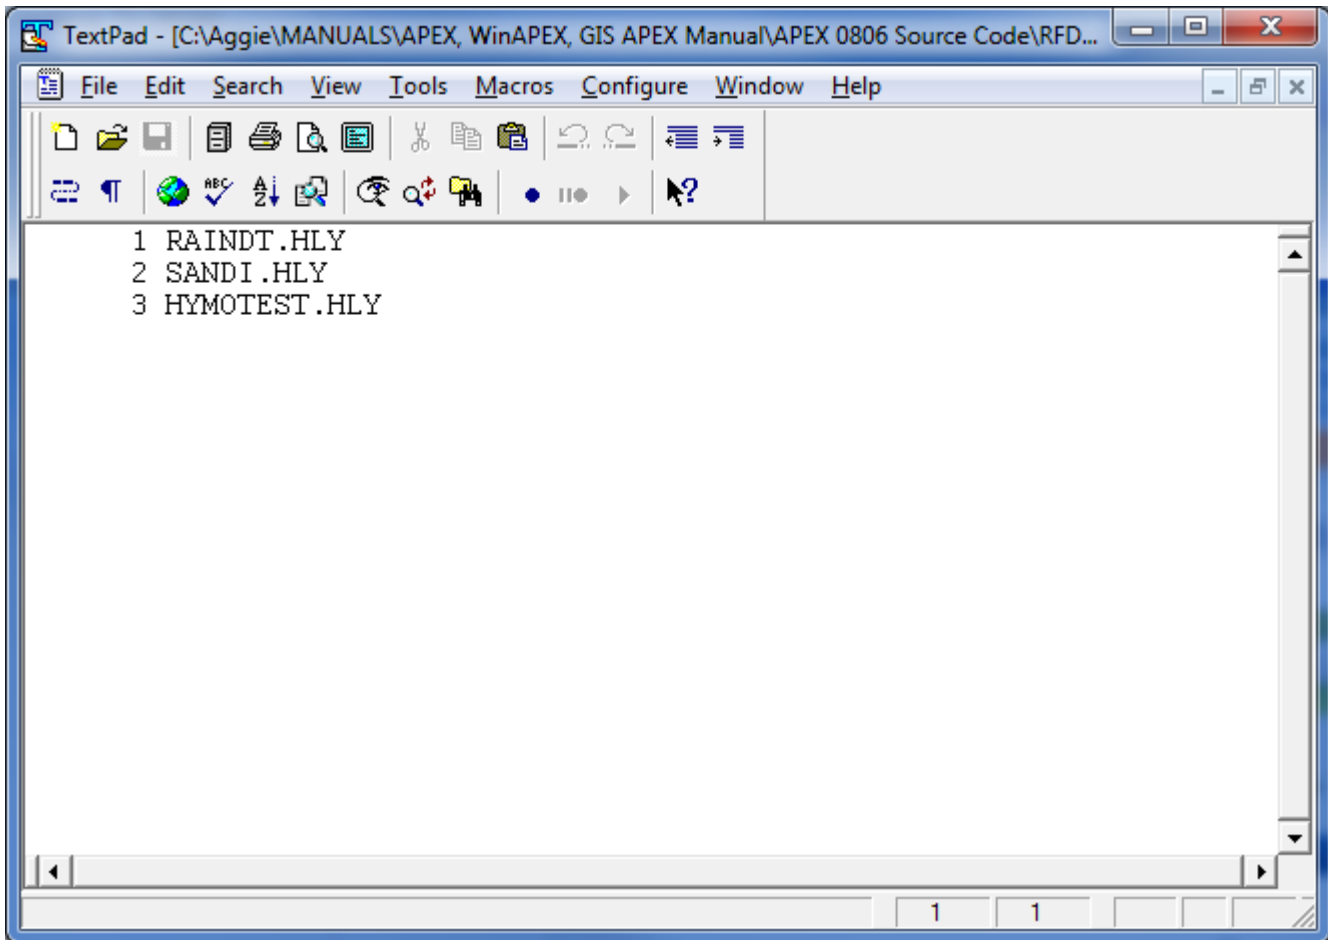 TextPad - [C:\Aggie\MANUALS\APEX, WinAPEX, GIS APEX Manual\APEX 0806 Source Code\RFD...
File Edit Search View Tools Macros Configure Window Help
1 RAINDT.HLY
2 SANDI.HLY
3 HYMOTEST.HLY
1 1